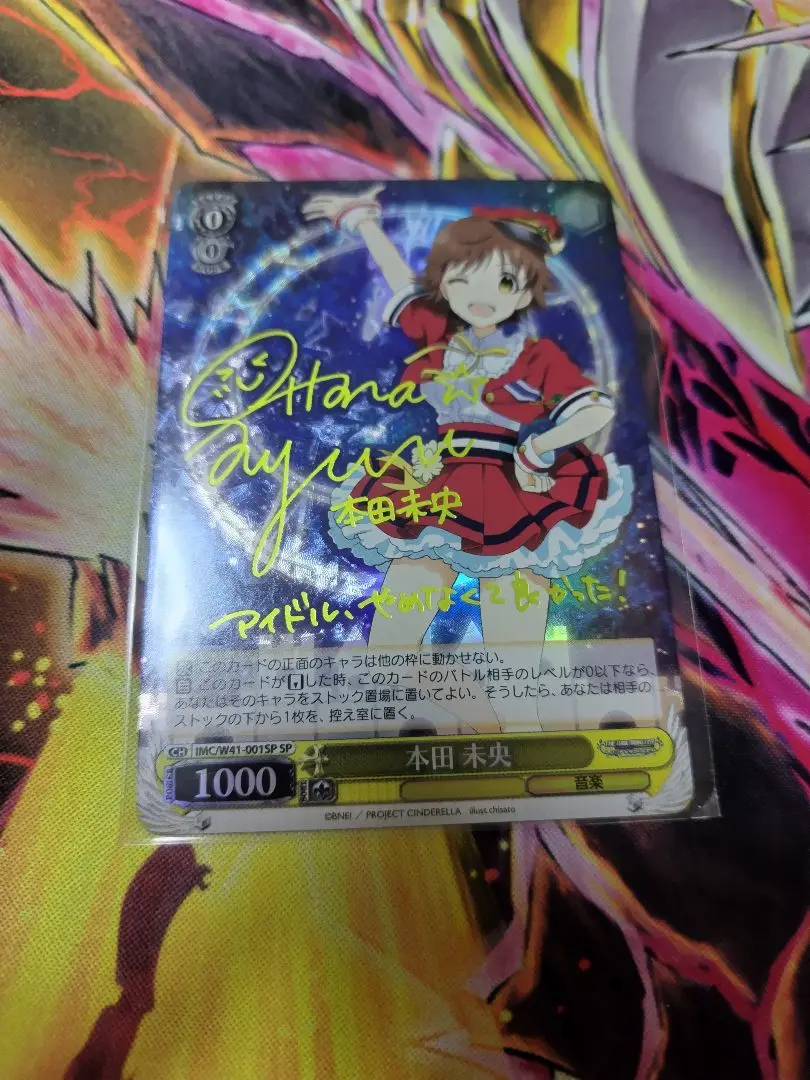 0
0
Hara☆
ayumi
本田未央
アイドル、やめなくて良かった!
このカードの正面のキャラは他の枠に動かせない。
このカードが した時、このカードのバトル相手のレベルが0以下なら、
あなたはそのキャラをストック置場に置いてよい。そうしたら、あなたは相手の
ストックの下から1枚を、控え室に置く。
CH IMC/W41-001SP SP
本田 未央
1000
音楽
©BNEI / PROJECT CINDERELLA illust.chisato